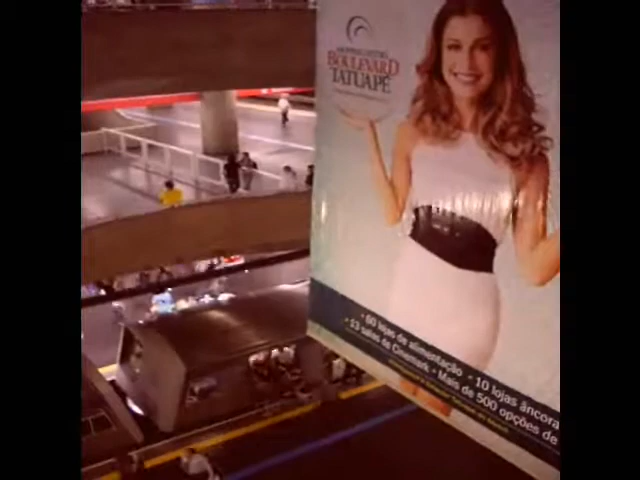 BOULEVARD
TATUAPÉ
• 60 lojas de alimentação • 10 lojas âncora
• 13 salas de Cinemark • Mais de 500 opções de